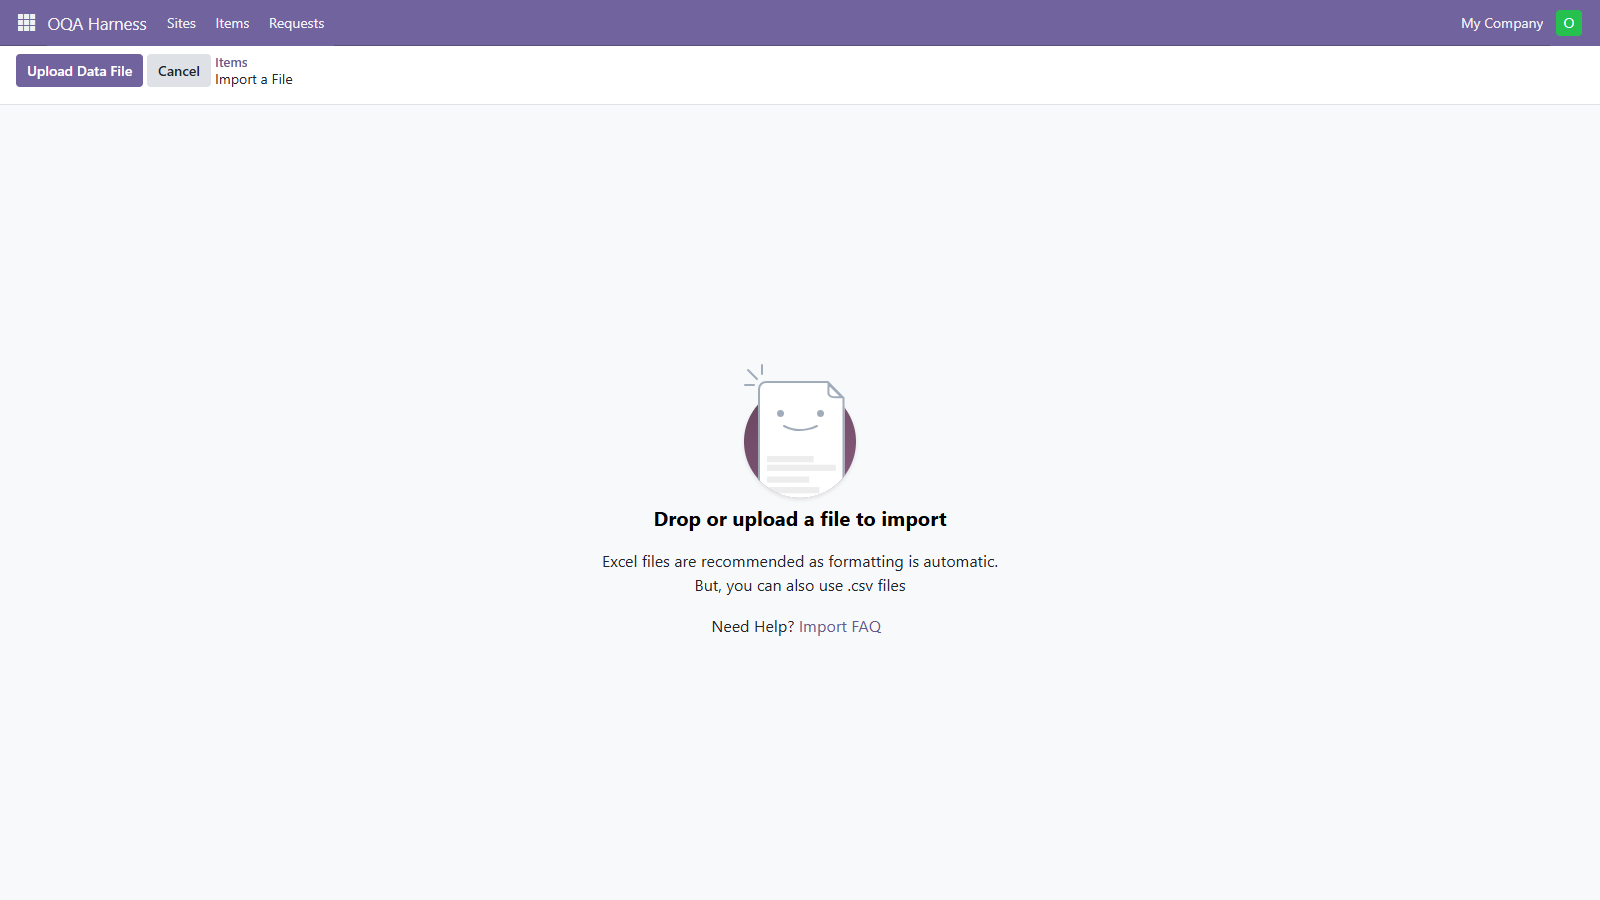 OQA Harness Sites Items Requests My Company O
Upload Data File Cancel Items
Import a File
Drop or upload a file to import
Excel files are recommended as formatting is automatic.
But, you can also use .csv files
Need Help? Import FAQ